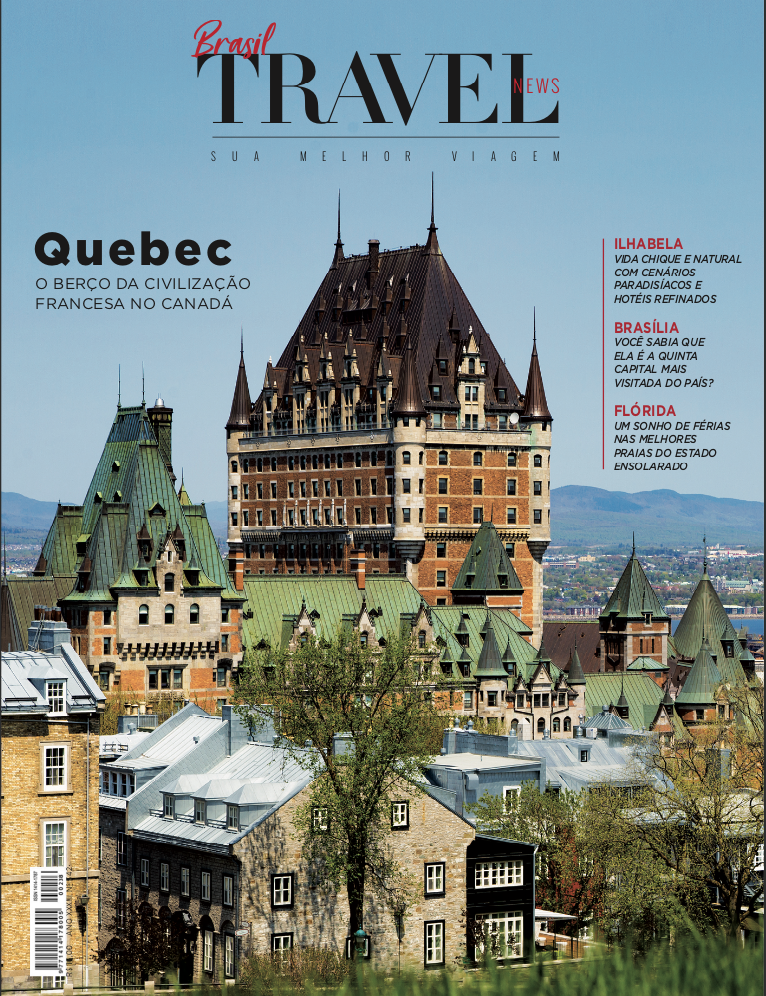 Brasil
TRAVEL
NEWS
SUA MELHOR VIAGEM
Quebec
O BERÇO DA CIVILIZAÇÃO
FRANCESA NO CANADÁ
ILHABELA
VIDA CHIQUE E NATURAL
COM CENÁRIOS
PARADISÍACOS E
HOTÉIS REFINADOS
BRASÍLIA
VOCÊ SABIA QUE
ELA É A QUINTA
CAPITAL MAIS
VISITADA DO PAÍS?
FLÓRIDA
UM SONHO DE FÉRIAS
NAS MELHORES
PRAIAS DO ESTADO
ENSOLARADO
00238